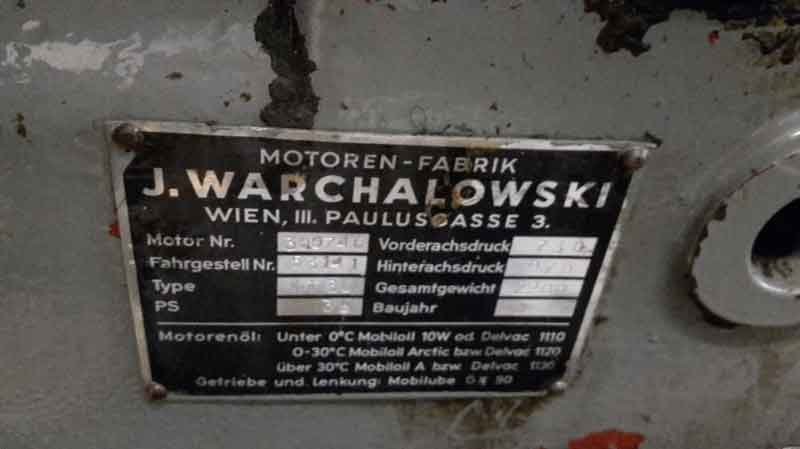 MOTOREN-FABRIK
J. WARCHALOWSKI
WIEN, III. PAULUSGASSE 3.
Motor Nr. Vorderachsdruck
Fahrgestell Nr. Hinterachsdruck
Type Gesamtgewicht
PS Baujahr
Motorenöl: Unter 0°C Mobiloil 10W od. Delvac 1110
0-30°C Mobiloil Arctic bzw. Delvac 1120
über 30°C Mobiloil A bzw. Delvac 1130
Getriebe und Lenkung: Mobilube 90